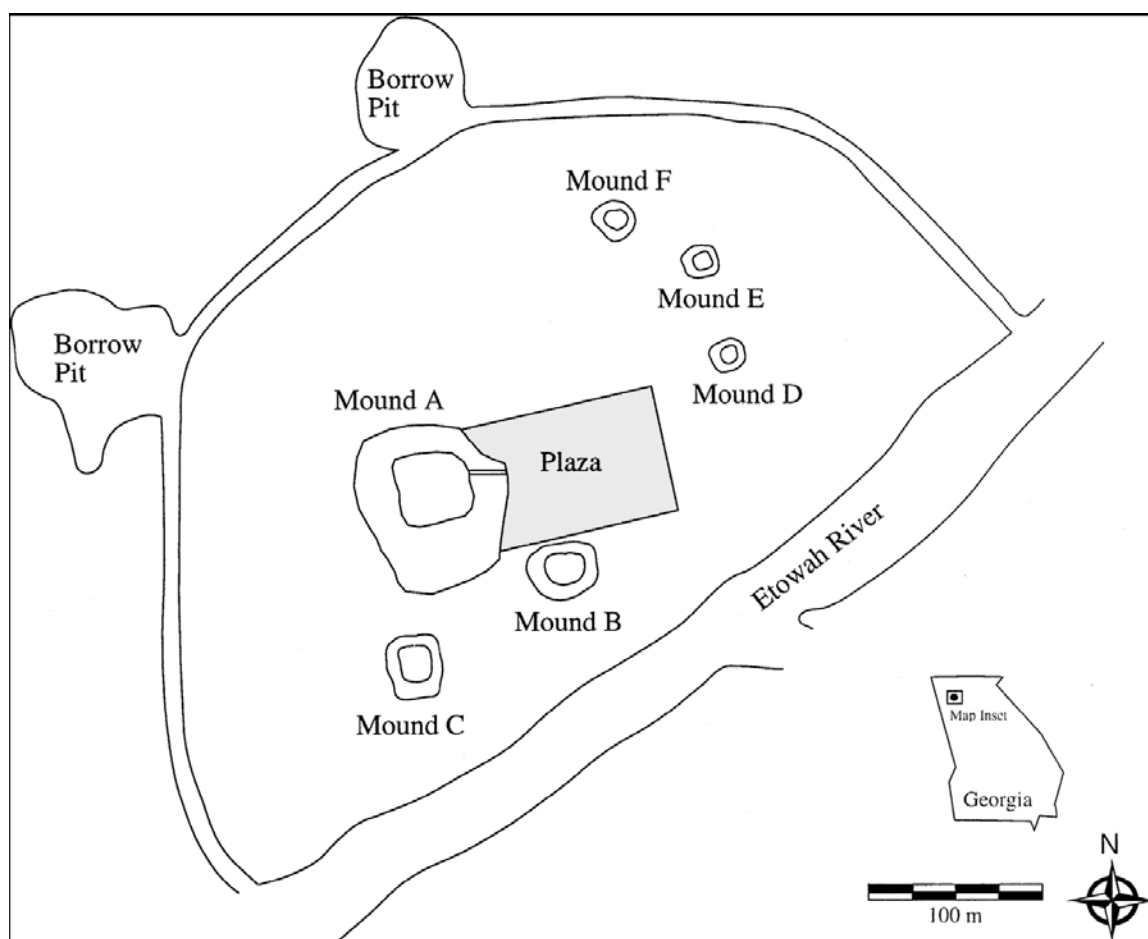 Borrow
Pit
Mound F
Mound E
Borrow
Pit
Mound D
Mound A
Plaza
Etowah River
Mound B
Mound C
Map Inset
Georgia
N
100 m